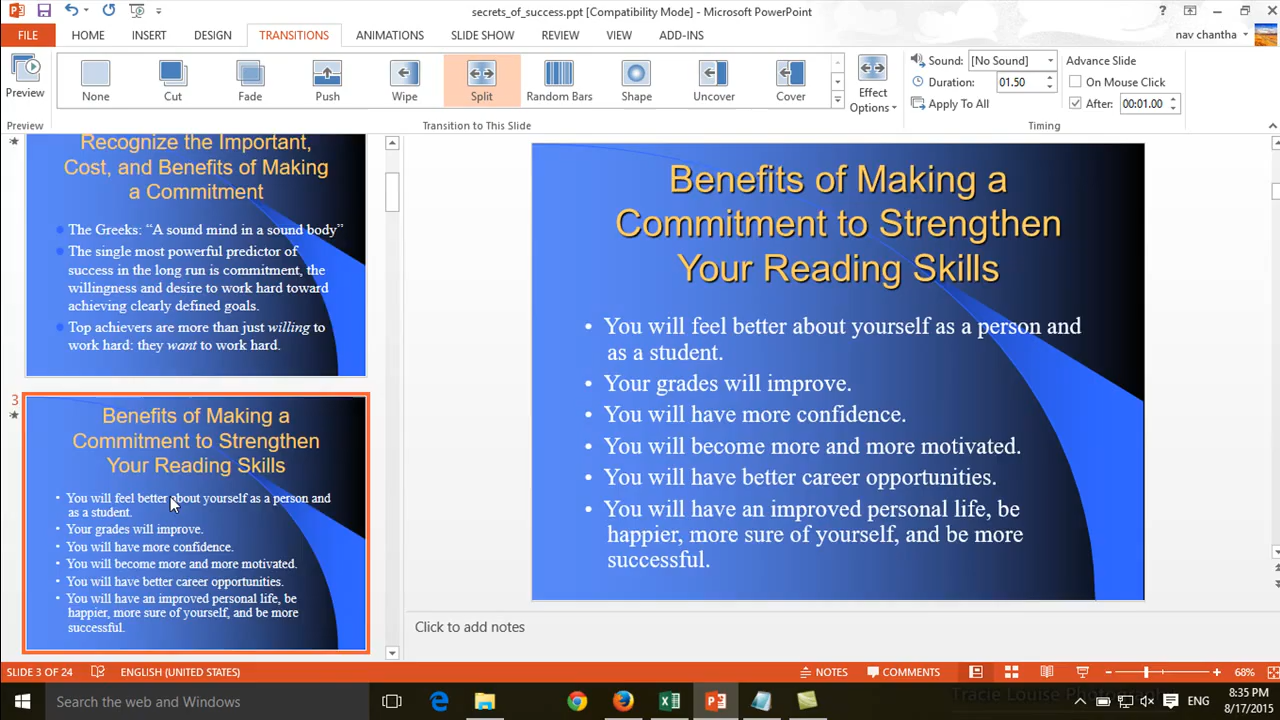 secrets_of_success.ppt [Compatibility Mode] - Microsoft PowerPoint
FILE HOME INSERT DESIGN TRANSITIONS ANIMATIONS SLIDE SHOW REVIEW VIEW ADD-INS nav chantha
Preview None Cut Fade Push Wipe Split Random Bars Shape Uncover Cover Effect Options
Sound: [No Sound] Advance Slide
Duration: 01.50 On Mouse Click
Apply To All After: 00:01.00
Preview Transition to This Slide Timing
Recognize the Important,
Cost, and Benefits of Making
a Commitment
The Greeks: “A sound mind in a sound body”
The single most powerful predictor of
success in the long run is commitment, the
willingness and desire to work hard toward
achieving clearly defined goals.
Top achievers are more than just willing to
work hard: they want to work hard.
3
Benefits of Making a
Commitment to Strengthen
Your Reading Skills
• You will feel better about yourself as a person and
as a student.
• Your grades will improve.
• You will have more confidence.
• You will become more and more motivated.
• You will have better career opportunities.
• You will have an improved personal life, be
happier, more sure of yourself, and be more
successful.
Benefits of Making a
Commitment to Strengthen
Your Reading Skills
• You will feel better about yourself as a person and
as a student.
• Your grades will improve.
• You will have more confidence.
• You will become more and more motivated.
• You will have better career opportunities.
• You will have an improved personal life, be
happier, more sure of yourself, and be more
successful.
Click to add notes
SLIDE 3 OF 24 ENGLISH (UNITED STATES) NOTES COMMENTS 68%
Search the web and Windows
Tracie Louise Photography
ENG
8:35 PM
8/17/2015